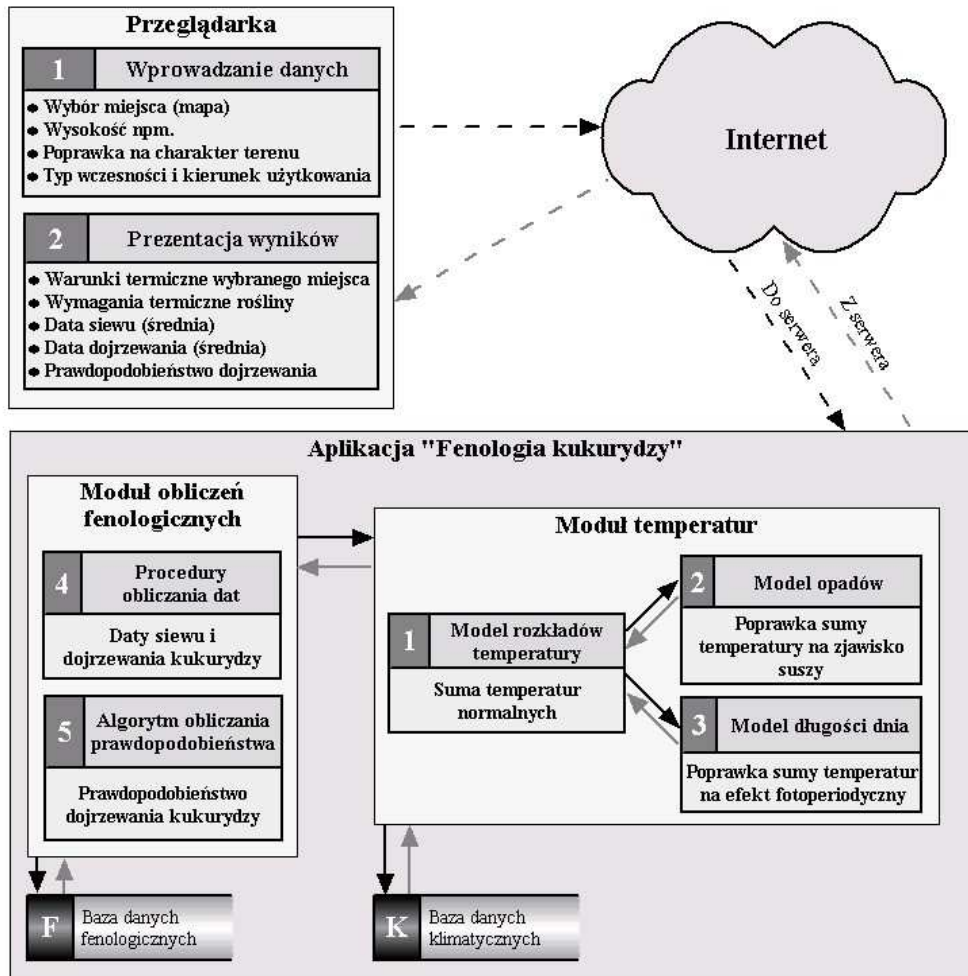 Przeglądarka
1 Wprowadzanie danych
Wybór miejsca (mapa)
Wysokość npm.
Poprawka na charakter terenu
Typ wczesności i kierunek użytkowania
2 Prezentacja wyników
Warunki termiczne wybranego miejsca
Wymagania termiczne rośliny
Data siewu (średnia)
Data dojrzewania (średnia)
Prawdopodobieństwo dojrzewania
Internet
Do serwera
Z serwera
Aplikacja "Fenologia kukurydzy"
Moduł obliczeń
fenologicznych
4 Procedury
obliczania dat
Daty siewu i
dojrzewania kukurydzy
5 Algorytm obliczania
prawdopodobieństwa
Prawdopodobieństwo
dojrzewania kukurydzy
Moduł temperatur
1 Model rozkładów
temperatury
Suma temperatur
normalnych
2 Model opadów
Poprawka sumy
temperatury na zjawisko
suszy
3 Model długości dnia
Poprawka sumy temperatur
na efekt fotoperiodyczny
F Baza danych
fenologicznych
K Baza danych
klimatycznych